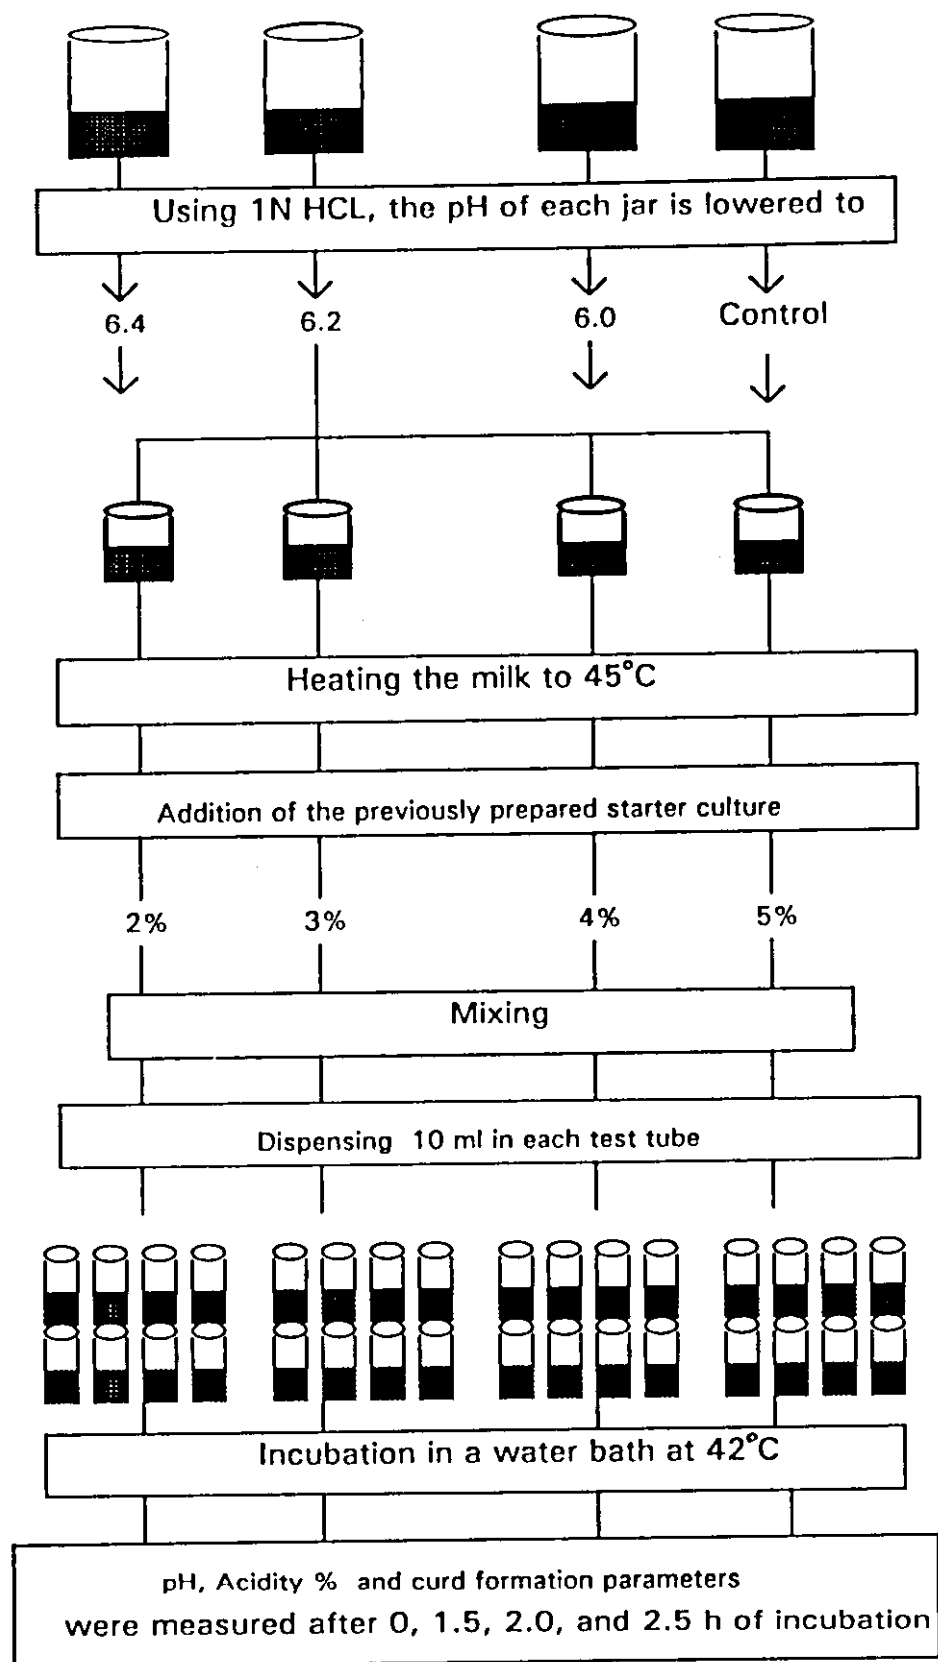 Using 1N HCL, the pH of each jar is lowered to
6.4 6.2 6.0 Control
Heating the milk to 45°C
Addition of the previously prepared starter culture
2% 3% 4% 5%
Mixing
Dispensing 10 ml in each test tube
Incubation in a water bath at 42°C
pH, Acidity % and curd formation parameters
were measured after 0, 1.5, 2.0, and 2.5 h of incubation